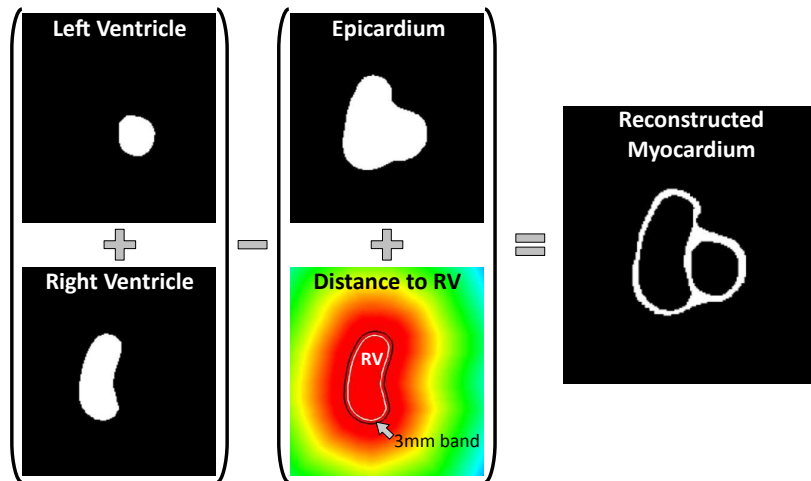 Left Ventricle
Epicardium
Reconstructed
Myocardium
Right Ventricle
Distance to RV
RV
3mm band